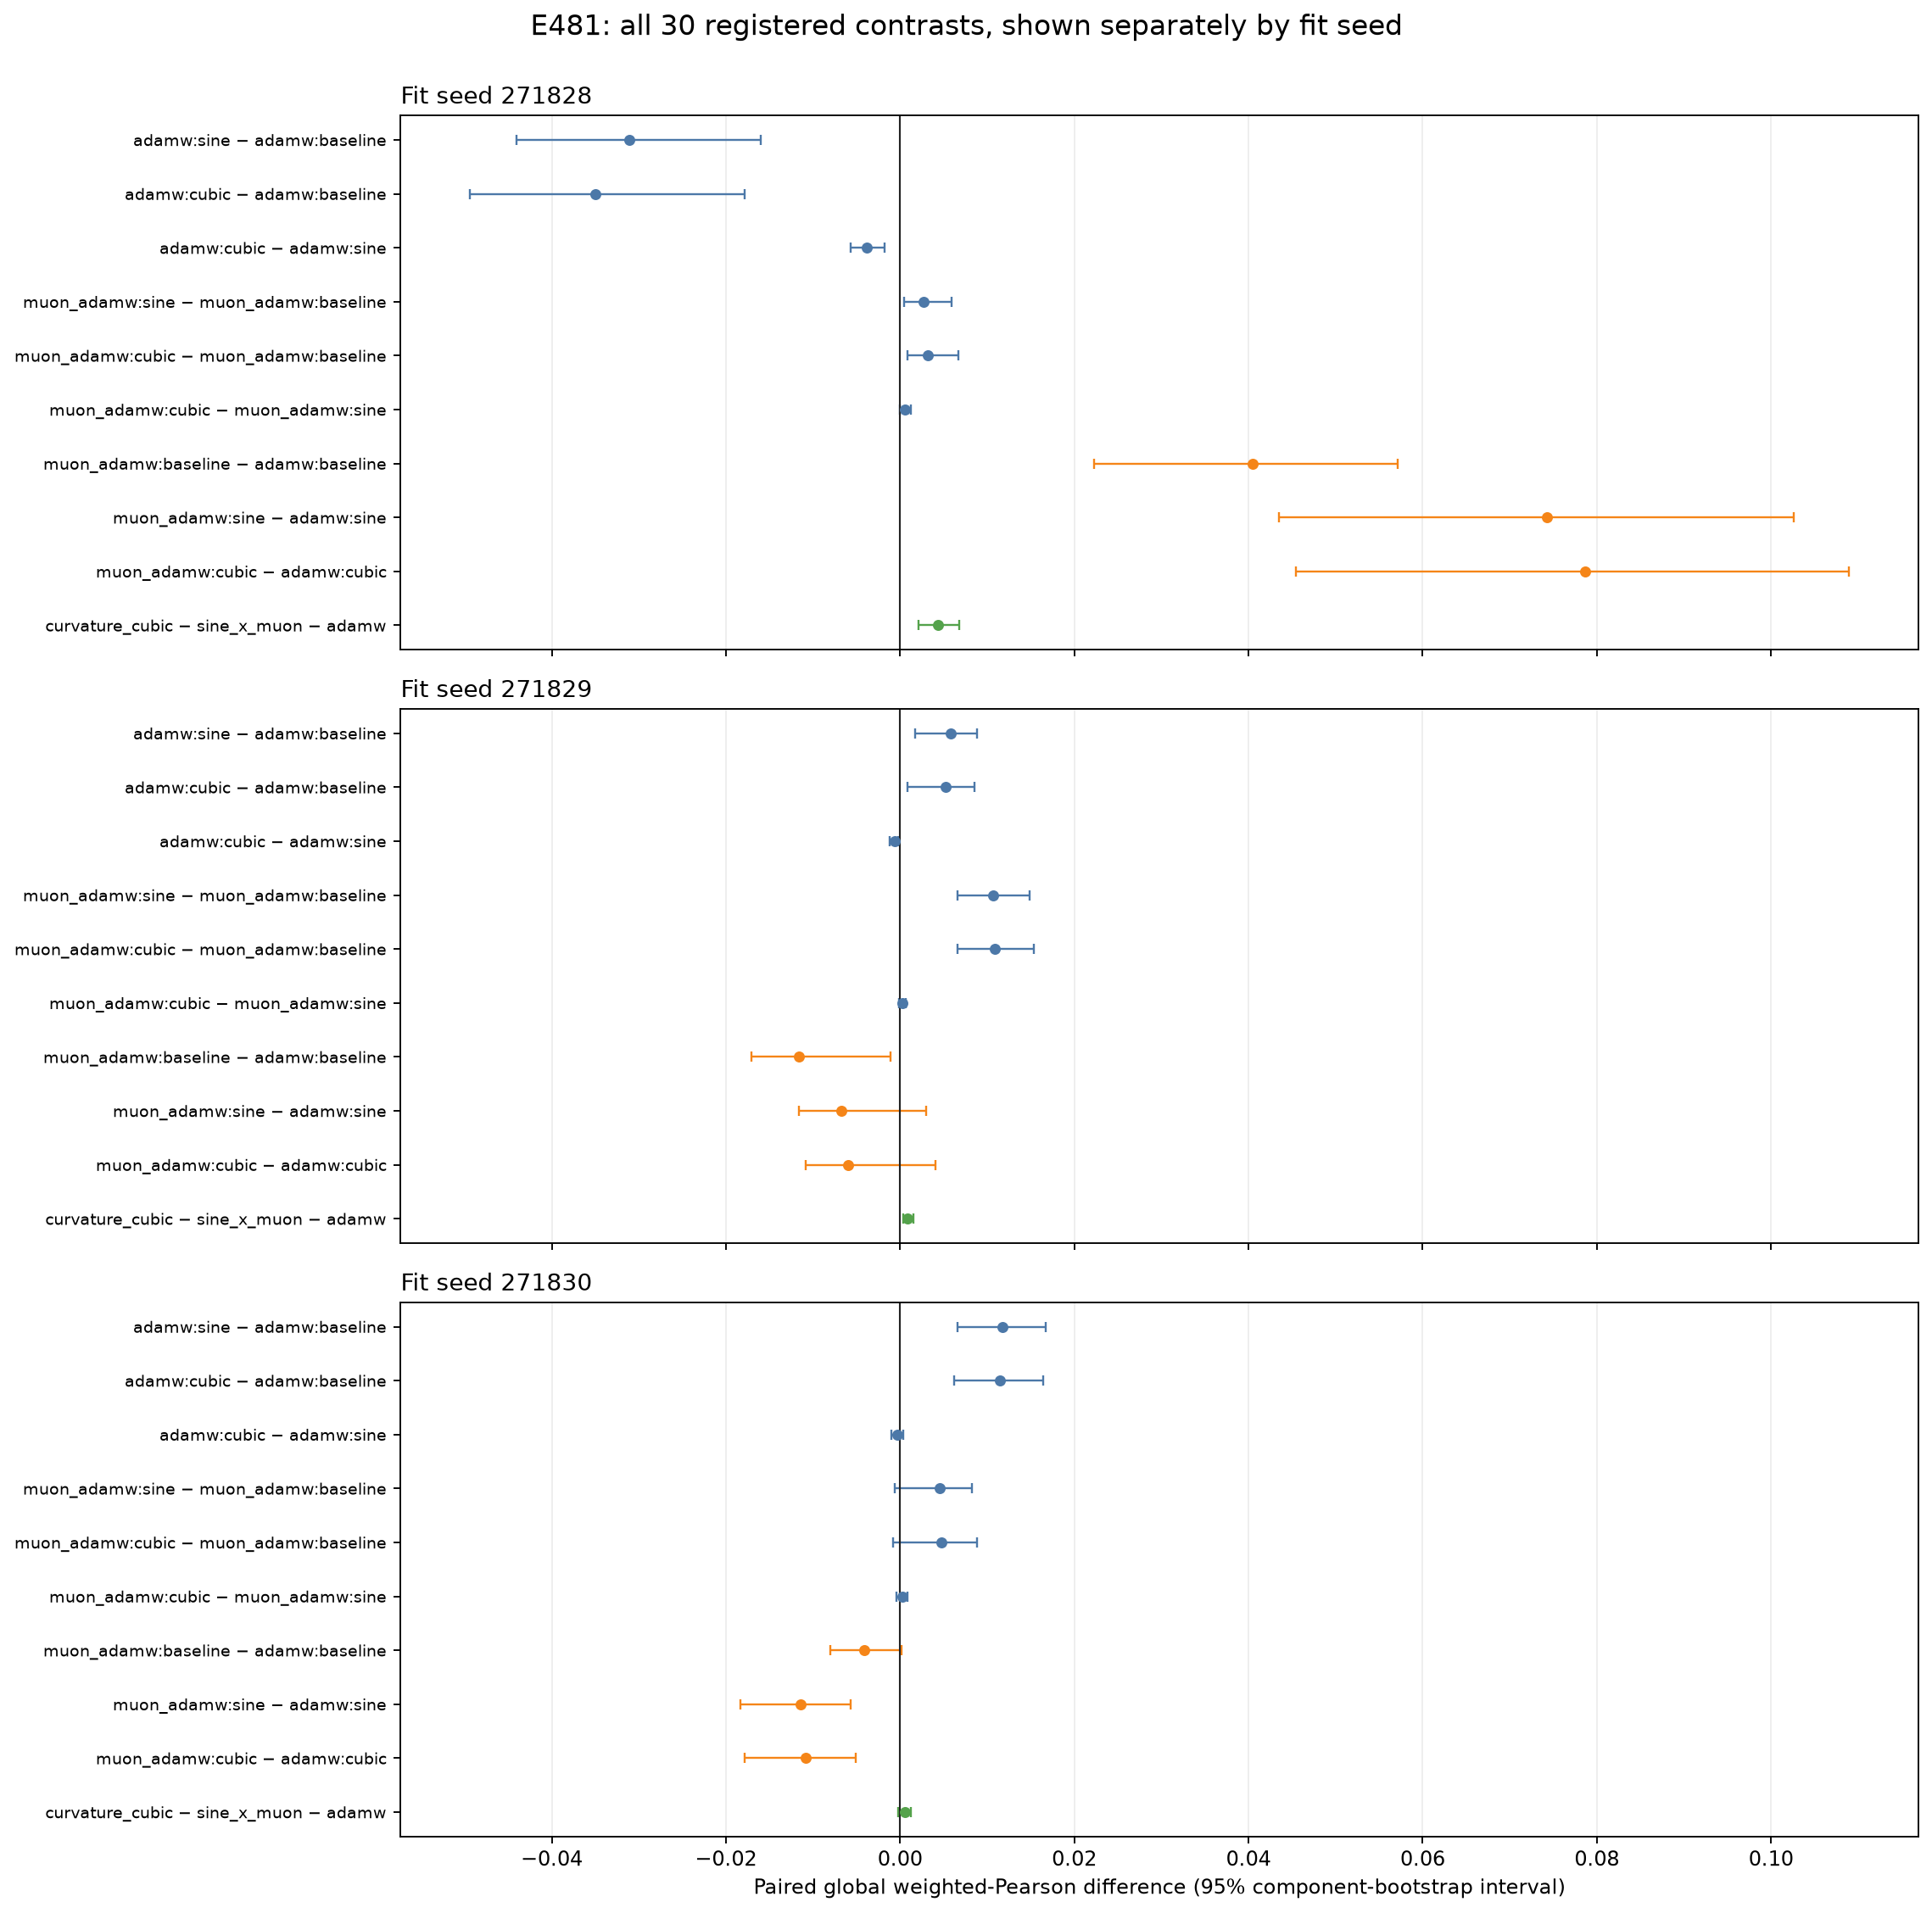 E481: all 30 registered contrasts, shown separately by fit seed
Fit seed 271828
adamw:sine − adamw:baseline
adamw:cubic − adamw:baseline
adamw:cubic − adamw:sine
muon_adamw:sine − muon_adamw:baseline
muon_adamw:cubic − muon_adamw:baseline
muon_adamw:cubic − muon_adamw:sine
muon_adamw:baseline − adamw:baseline
muon_adamw:sine − adamw:sine
muon_adamw:cubic − adamw:cubic
curvature_cubic − sine_x_muon − adamw
Fit seed 271829
adamw:sine − adamw:baseline
adamw:cubic − adamw:baseline
adamw:cubic − adamw:sine
muon_adamw:sine − muon_adamw:baseline
muon_adamw:cubic − muon_adamw:baseline
muon_adamw:cubic − muon_adamw:sine
muon_adamw:baseline − adamw:baseline
muon_adamw:sine − adamw:sine
muon_adamw:cubic − adamw:cubic
curvature_cubic − sine_x_muon − adamw
Fit seed 271830
adamw:sine − adamw:baseline
adamw:cubic − adamw:baseline
adamw:cubic − adamw:sine
muon_adamw:sine − muon_adamw:baseline
muon_adamw:cubic − muon_adamw:baseline
muon_adamw:cubic − muon_adamw:sine
muon_adamw:baseline − adamw:baseline
muon_adamw:sine − adamw:sine
muon_adamw:cubic − adamw:cubic
curvature_cubic − sine_x_muon − adamw
−0.04 −0.02 0.00 0.02 0.04 0.06 0.08 0.10
Paired global weighted-Pearson difference (95% component-bootstrap interval)